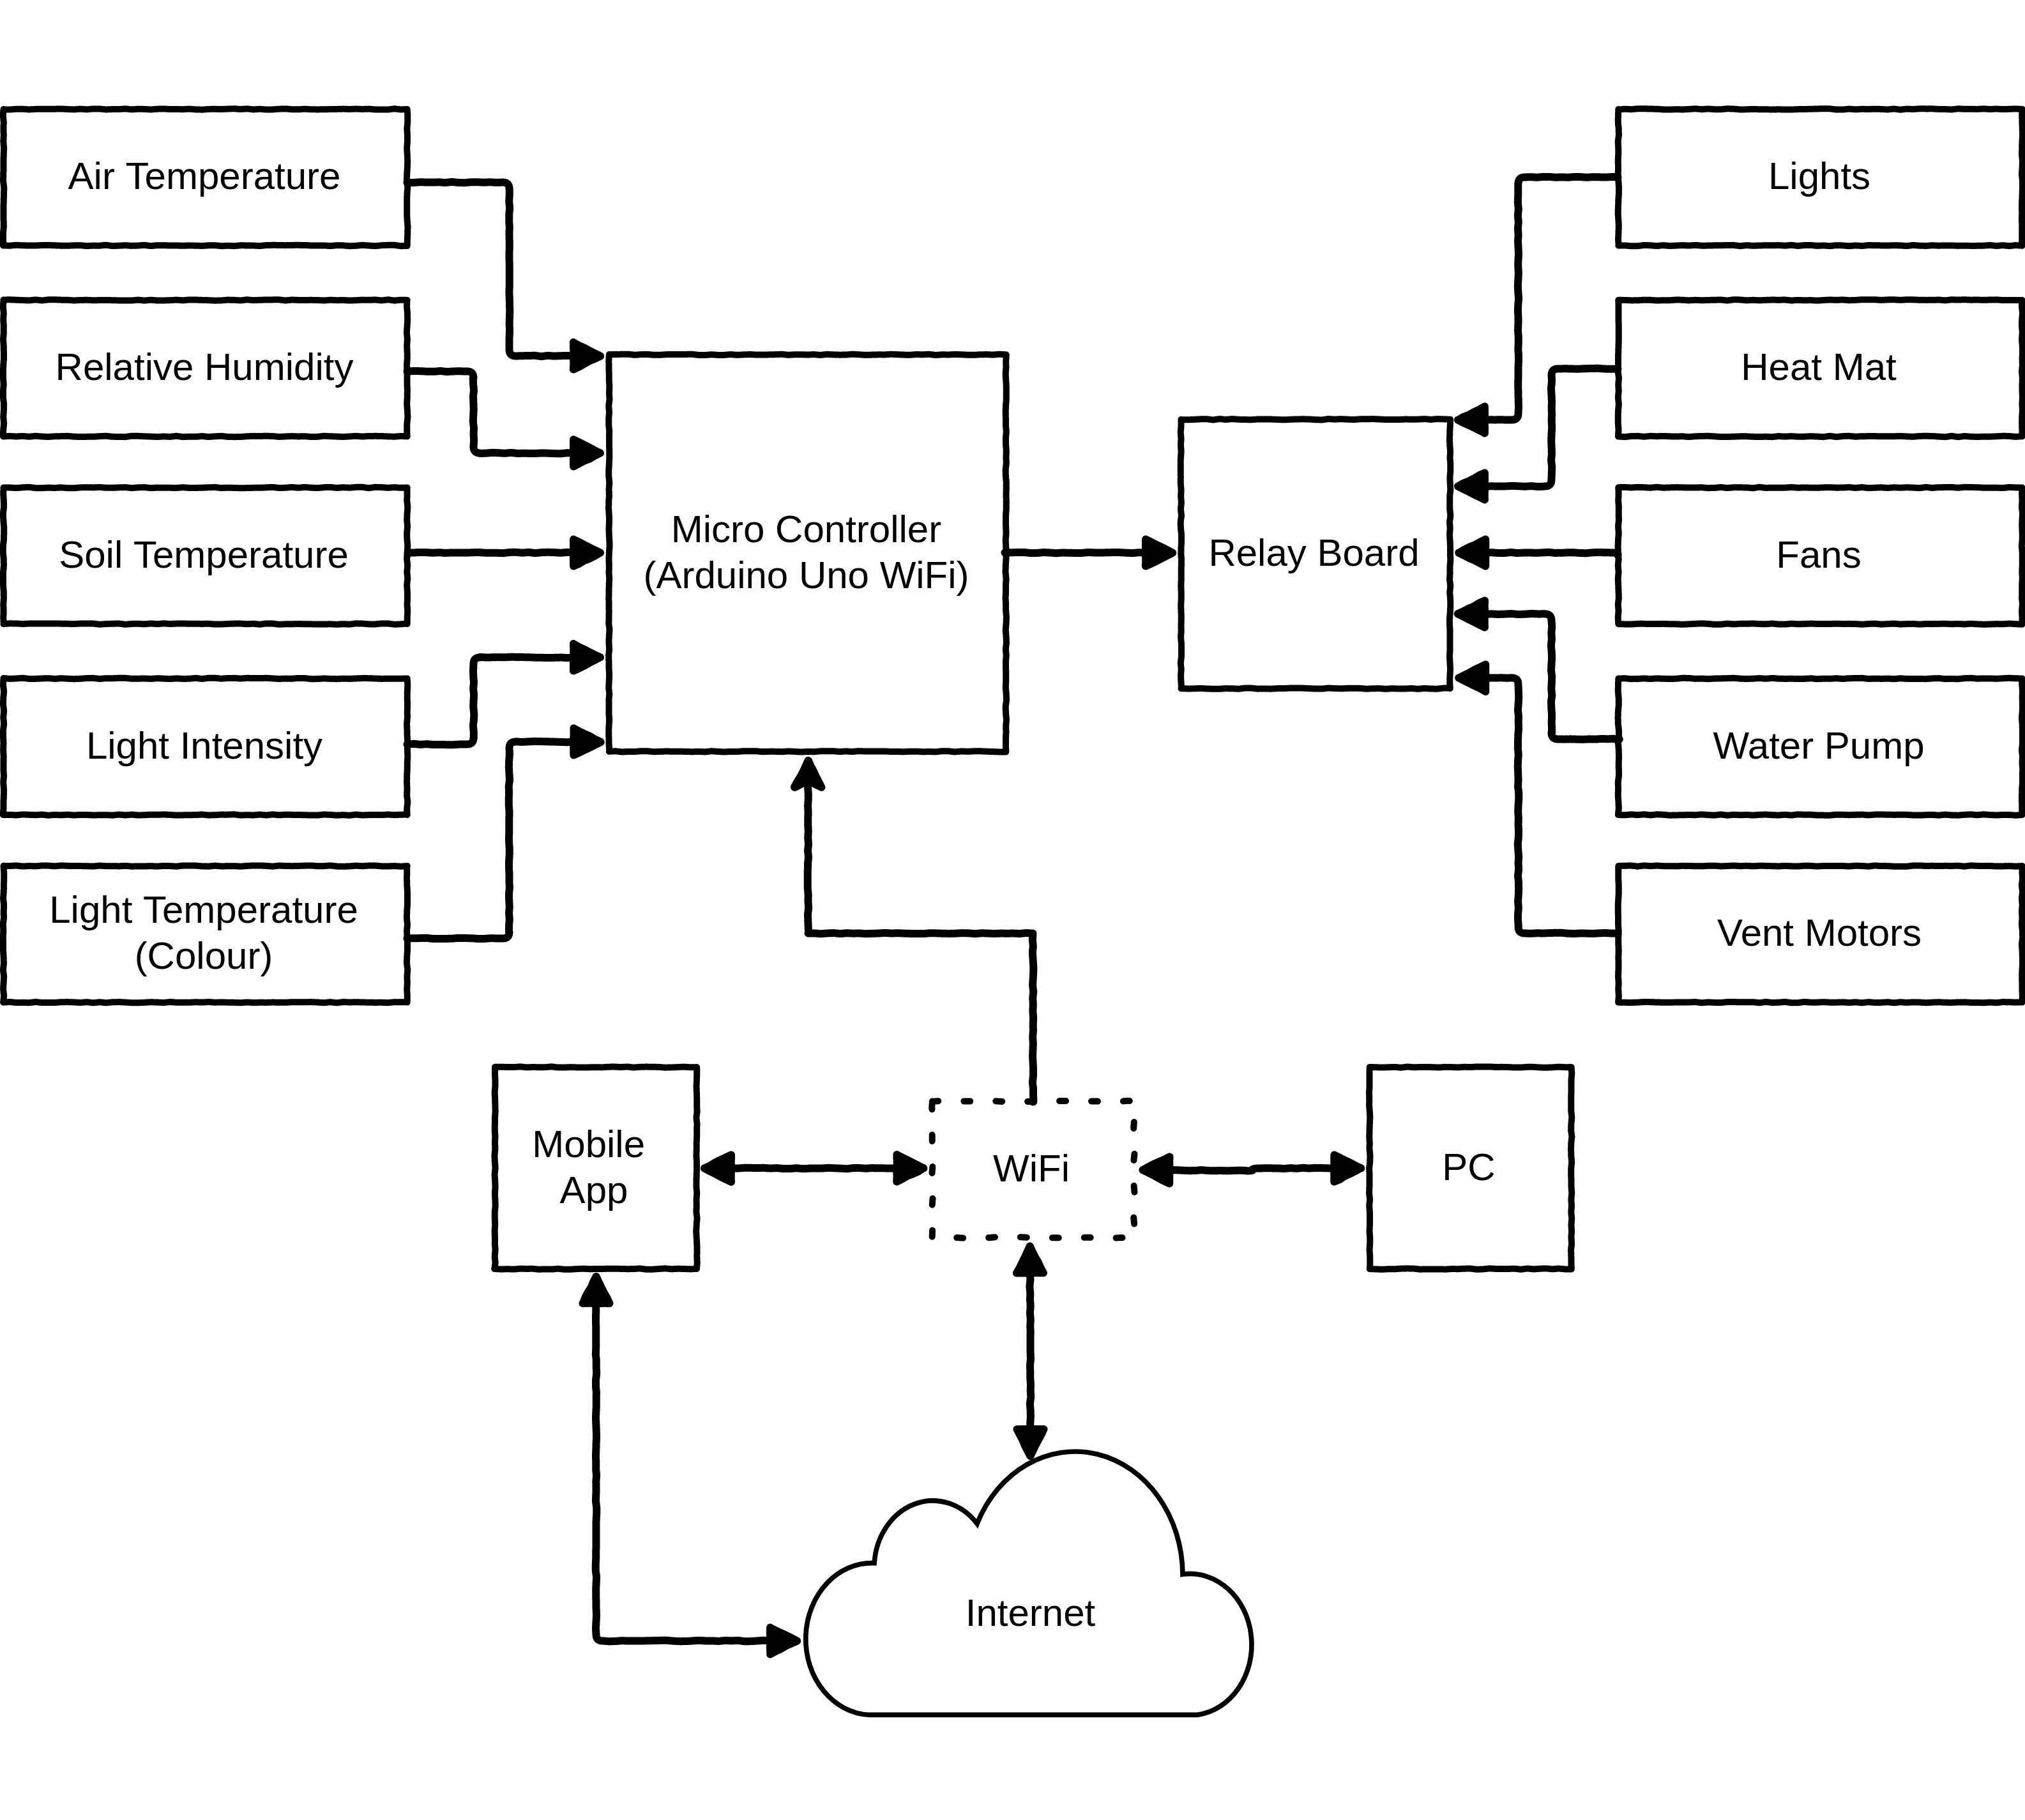 Air Temperature
Relative Humidity
Soil Temperature
Light Intensity
Light Temperature
(Colour)
Micro Controller
(Arduino Uno WiFi)
Relay Board
Lights
Heat Mat
Fans
Water Pump
Vent Motors
Mobile
App
WiFi
PC
Internet